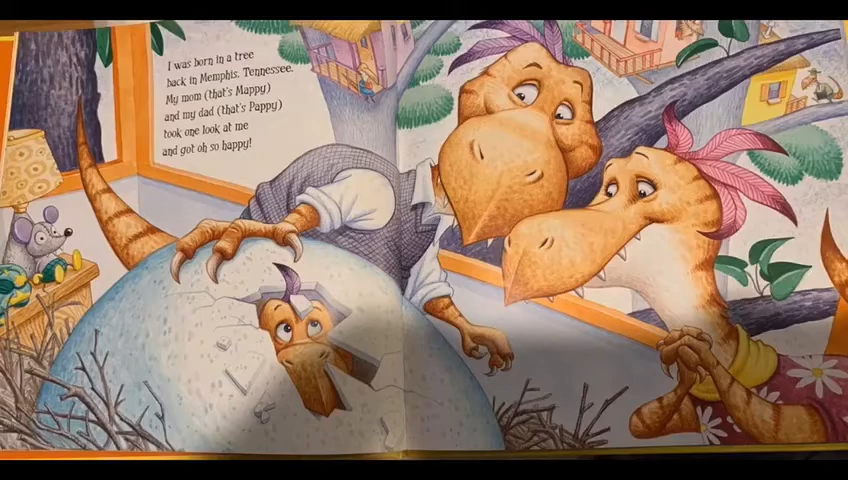 I was born in a tree
back in Memphis, Tennessee.
My mom (that's Mappy)
and my dad (that's Pappy)
took one look at me
and got oh so happy!